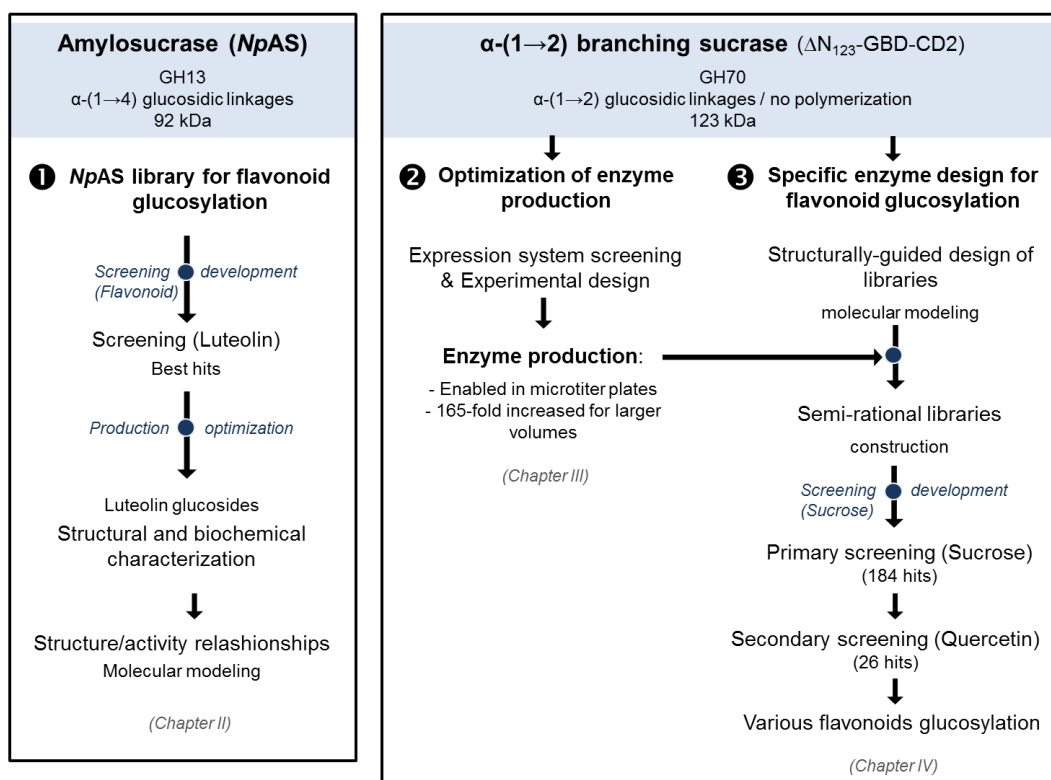 Amylosucrase (NpAS)
GH13
α-(1→4) glucosidic linkages
92 kDa
❶ NpAS library for flavonoid
glucosylation
Screening development
(Flavonoid)
Screening (Luteolin)
Best hits
Production optimization
Luteolin glucosides
Structural and biochemical
characterization
Structure/activity relashionships
Molecular modeling
(Chapter II)
α-(1→2) branching sucrase (ΔN₁₂₃-GBD-CD2)
GH70
α-(1→2) glucosidic linkages / no polymerization
123 kDa
❷ Optimization of enzyme
production
Expression system screening
& Experimental design
Enzyme production:
- Enabled in microtiter plates
- 165-fold increased for larger
volumes
(Chapter III)
❸ Specific enzyme design for
flavonoid glucosylation
Structurally-guided design of
libraries
molecular modeling
Semi-rational libraries
construction
Screening development
(Sucrose)
Primary screening (Sucrose)
(184 hits)
Secondary screening (Quercetin)
(26 hits)
Various flavonoids glucosylation
(Chapter IV)